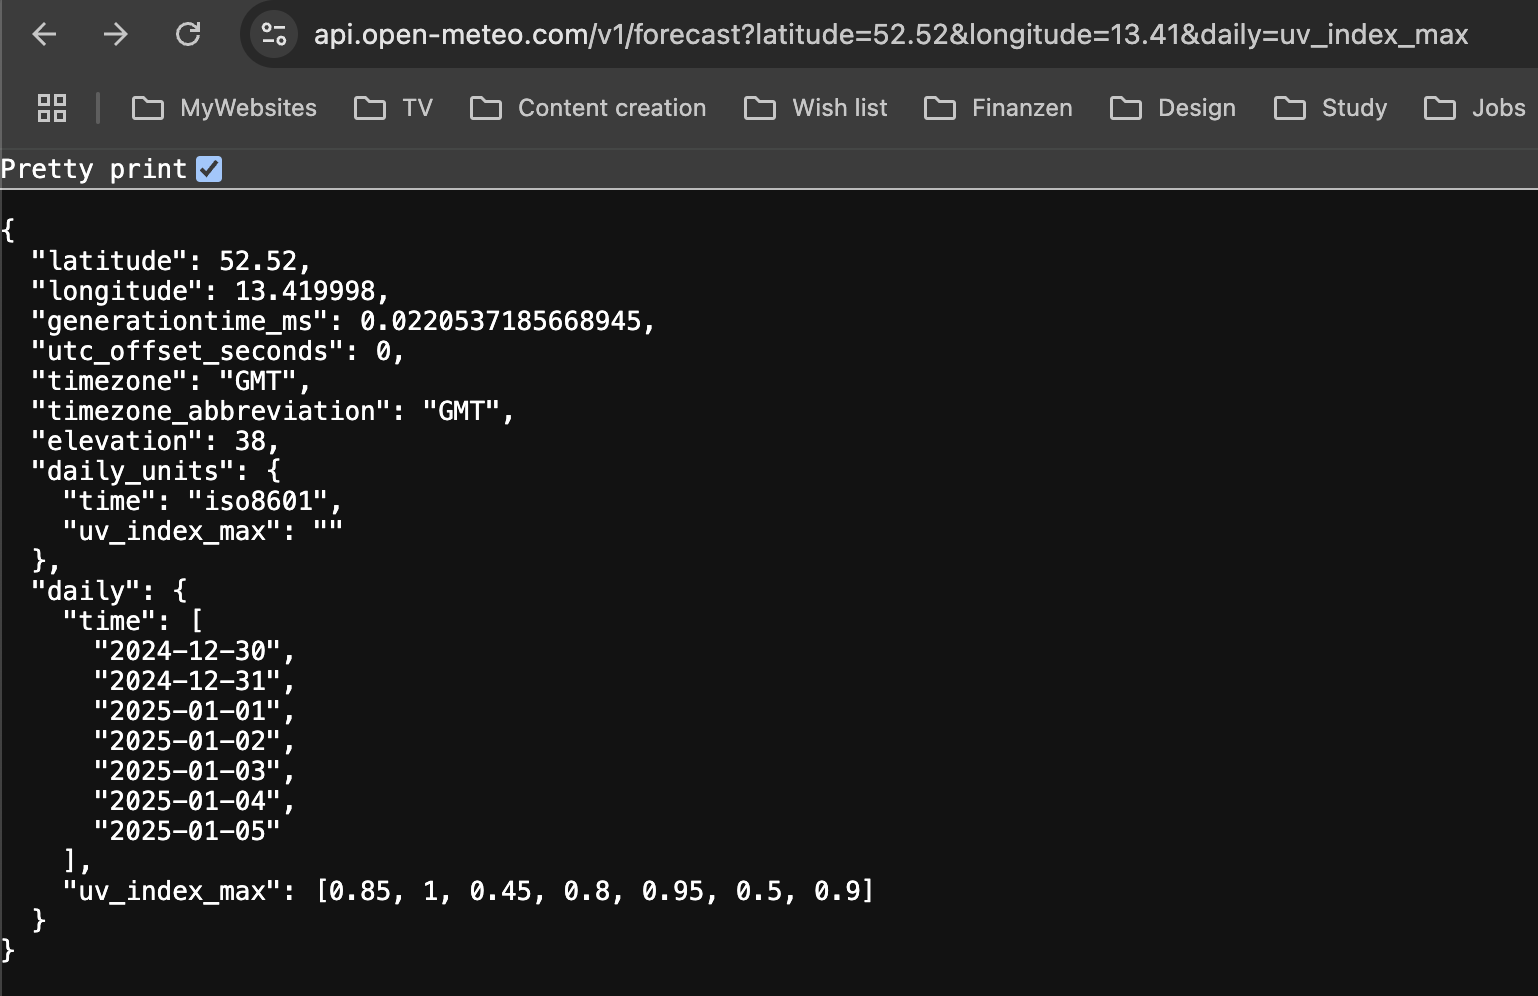 api.open-meteo.com/v1/forecast?latitude=52.52&longitude=13.41&daily=uv_index_max
MyWebsites TV Content creation Wish list Finanzen Design Study Jobs
Pretty print
{
  "latitude": 52.52,
  "longitude": 13.419998,
  "generationtime_ms": 0.0220537185668945,
  "utc_offset_seconds": 0,
  "timezone": "GMT",
  "timezone_abbreviation": "GMT",
  "elevation": 38,
  "daily_units": {
    "time": "iso8601",
    "uv_index_max": ""
  },
  "daily": {
    "time": [
      "2024-12-30",
      "2024-12-31",
      "2025-01-01",
      "2025-01-02",
      "2025-01-03",
      "2025-01-04",
      "2025-01-05"
    ],
    "uv_index_max": [0.85, 1, 0.45, 0.8, 0.95, 0.5, 0.9]
  }
}